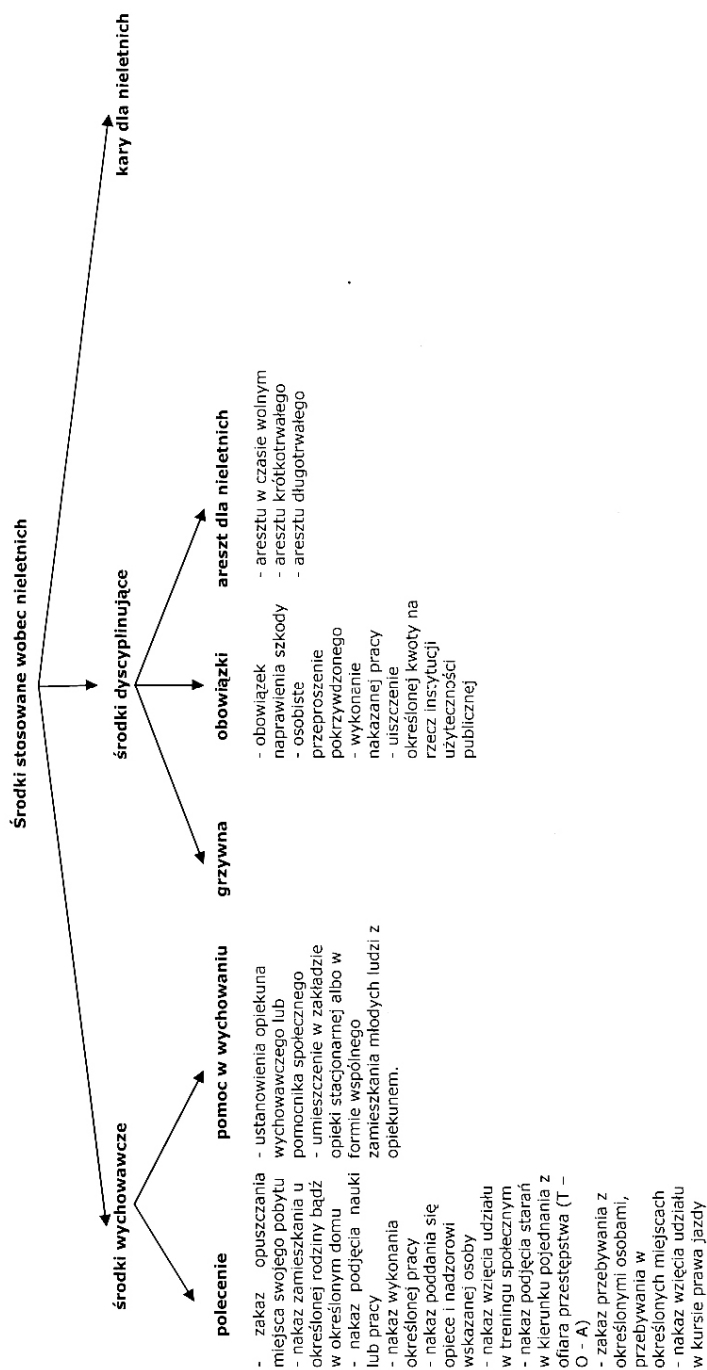 Środki stosowane wobec nieletnich
środki wychowawcze
środki dyscyplinujące
kary dla nieletnich
polecenie
- zakaz opuszczania
miejsca swojego pobytu
- nakaz zamieszkania u
określonej rodziny bądź
w określonym domu
- nakaz podjęcia nauki
lub pracy
- nakaz wykonania
określonej pracy
- nakaz poddania się
opiece i nadzorowi
wskazanej osoby
- nakaz wzięcia udziału
w treningu społecznym
- nakaz podjęcia starań
w kierunku pojednania z
ofiara przestępstwa (T –
O - A)
- zakaz przebywania z
określonymi osobami,
przebywania w
określonych miejscach
- nakaz wzięcia udziału
w kursie prawa jazdy
pomoc w wychowaniu
- ustanowienia opiekuna
wychowawczego lub
pomocnika społecznego
- umieszczenie w zakładzie
opieki stacjonarnej albo w
formie wspólnego
zamieszkania młodych ludzi z
opiekunem.
grzywna
obowiązki
- obowiązek
naprawienia szkody
- osobiste
przeproszenie
pokrzywdzonego
- wykonanie
nakazanej pracy
- uiszczenie
określonej kwoty na
rzecz instytucji
użyteczności
publicznej
areszt dla nieletnich
- aresztu w czasie wolnym
- aresztu krótkotrwałego
- aresztu długotrwałego